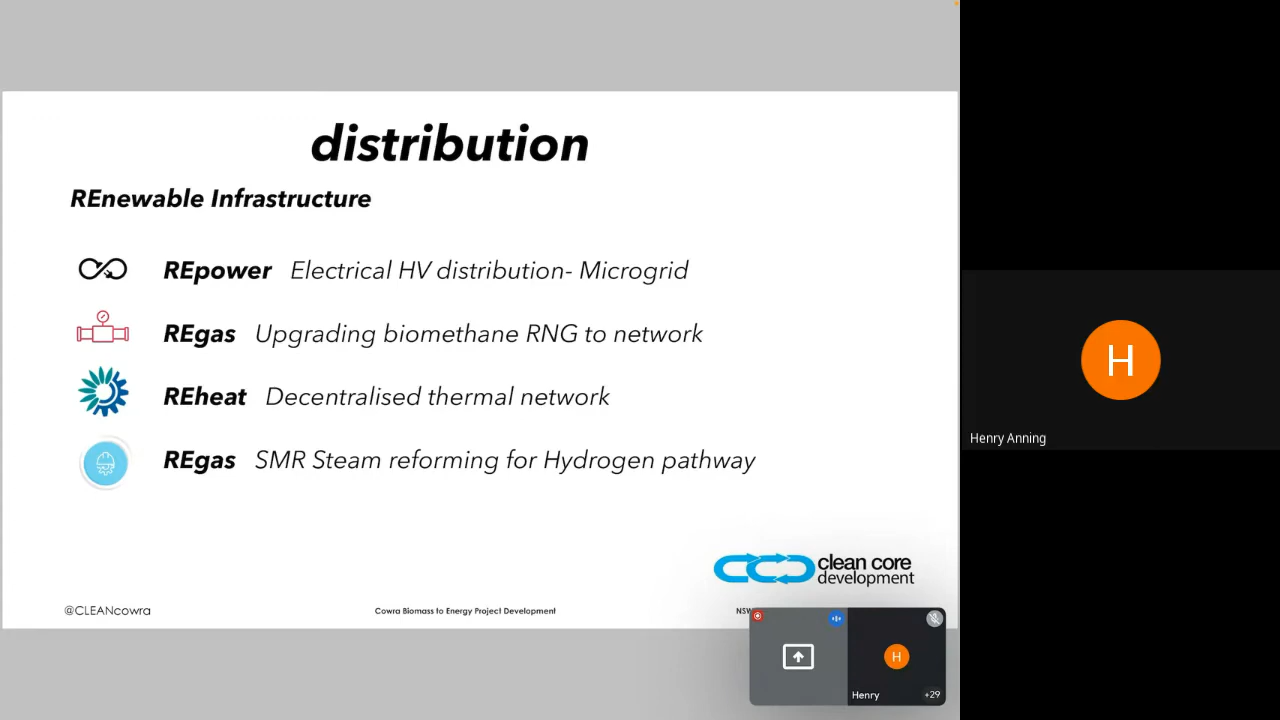 distribution
REnewable Infrastructure
REpower Electrical HV distribution- Microgrid
REgas Upgrading biomethane RNG to network
REheat Decentralised thermal network
REgas SMR Steam reforming for Hydrogen pathway
clean core
development
@CLEANcowra
Cowra Biomass to Energy Project Development
NSW
H
Henry
+29
H
Henry Anning